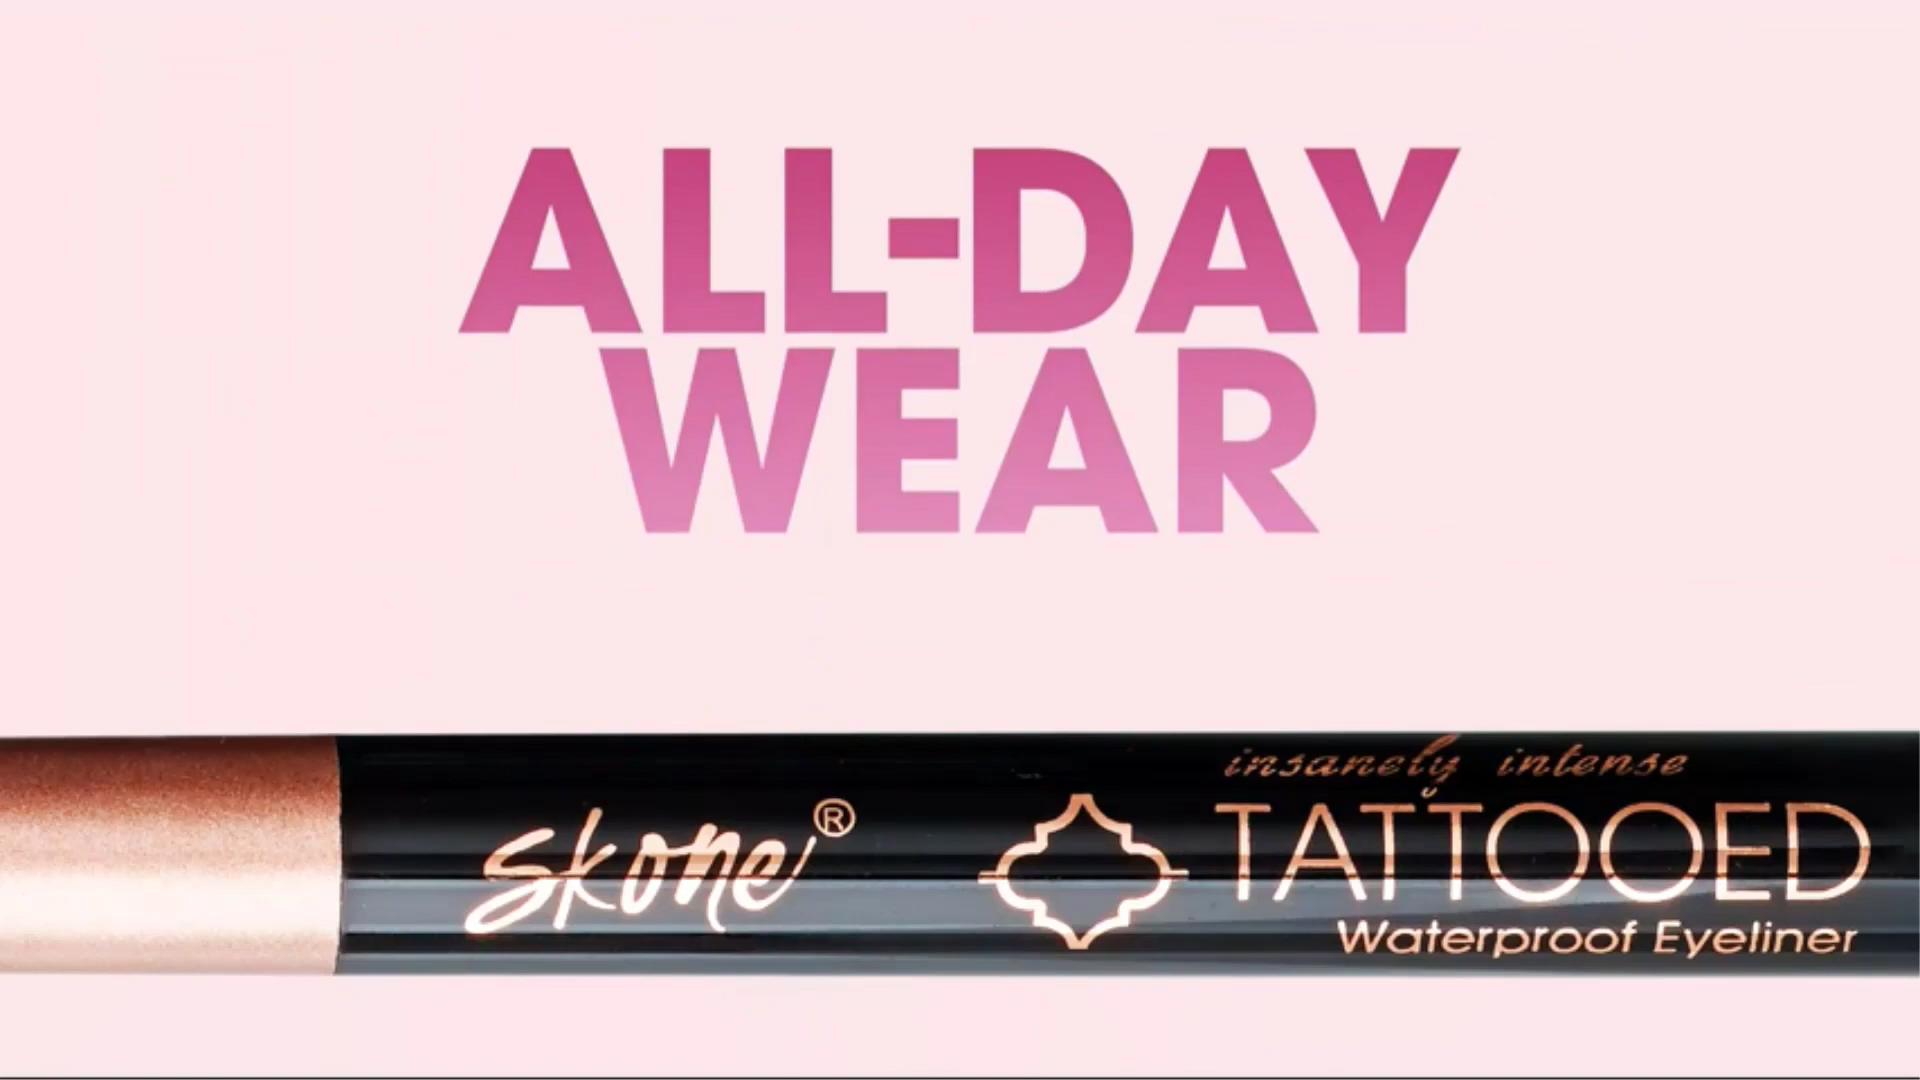 ALL-DAY
WEAR
skone®
insanely intense
TATTOOED
Waterproof Eyeliner